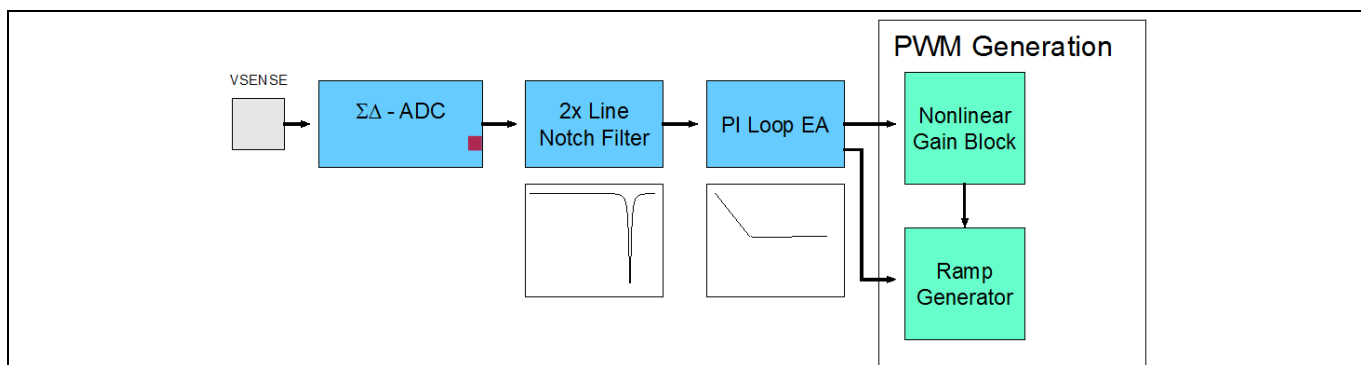 PWM Generation
VSENSE
ΣΔ - ADC
2x Line
Notch Filter
PI Loop EA
Nonlinear
Gain Block
Ramp
Generator